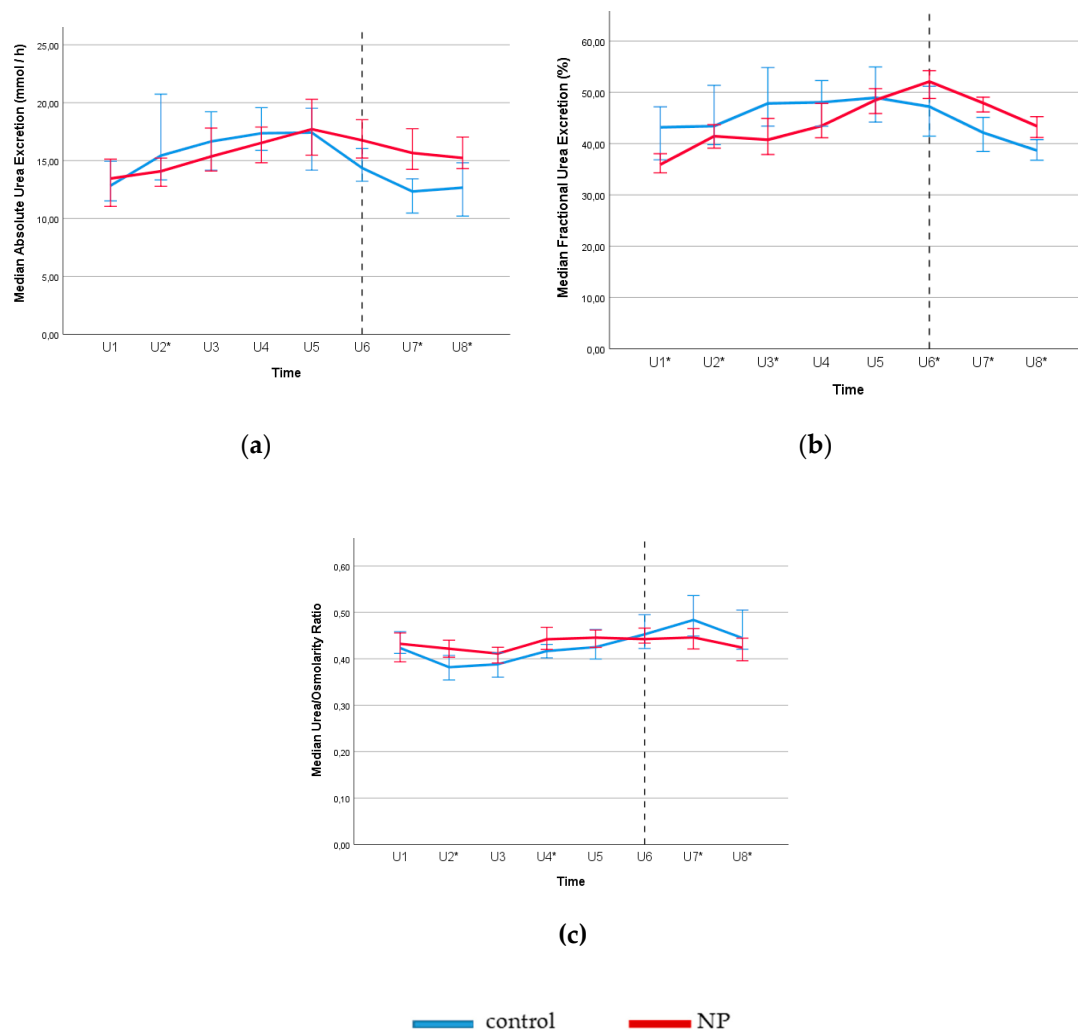 Median Absolute Urea Excretion (mmol / h)
25,00
20,00
15,00
10,00
5,00
0,00
U1 U2* U3 U4 U5 U6 U7* U8*
Time
(a)
Median Fractional Urea Excretion (%)
60,00
50,00
40,00
30,00
20,00
10,00
0,00
U1* U2* U3* U4 U5 U6* U7* U8*
Time
(b)
Median Urea/Osmolarity Ratio
0,60
0,50
0,40
0,30
0,20
0,10
0,00
U1 U2* U3 U4* U5 U6 U7* U8*
Time
(c)
control NP